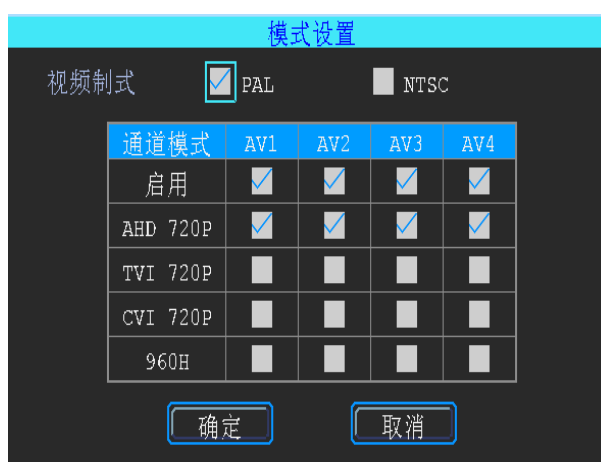 模式设置
视频制式 PAL NTSC
通道模式 AV1 AV2 AV3 AV4
启用
AHD 720P
TVI 720P
CVI 720P
960H
确定 取消